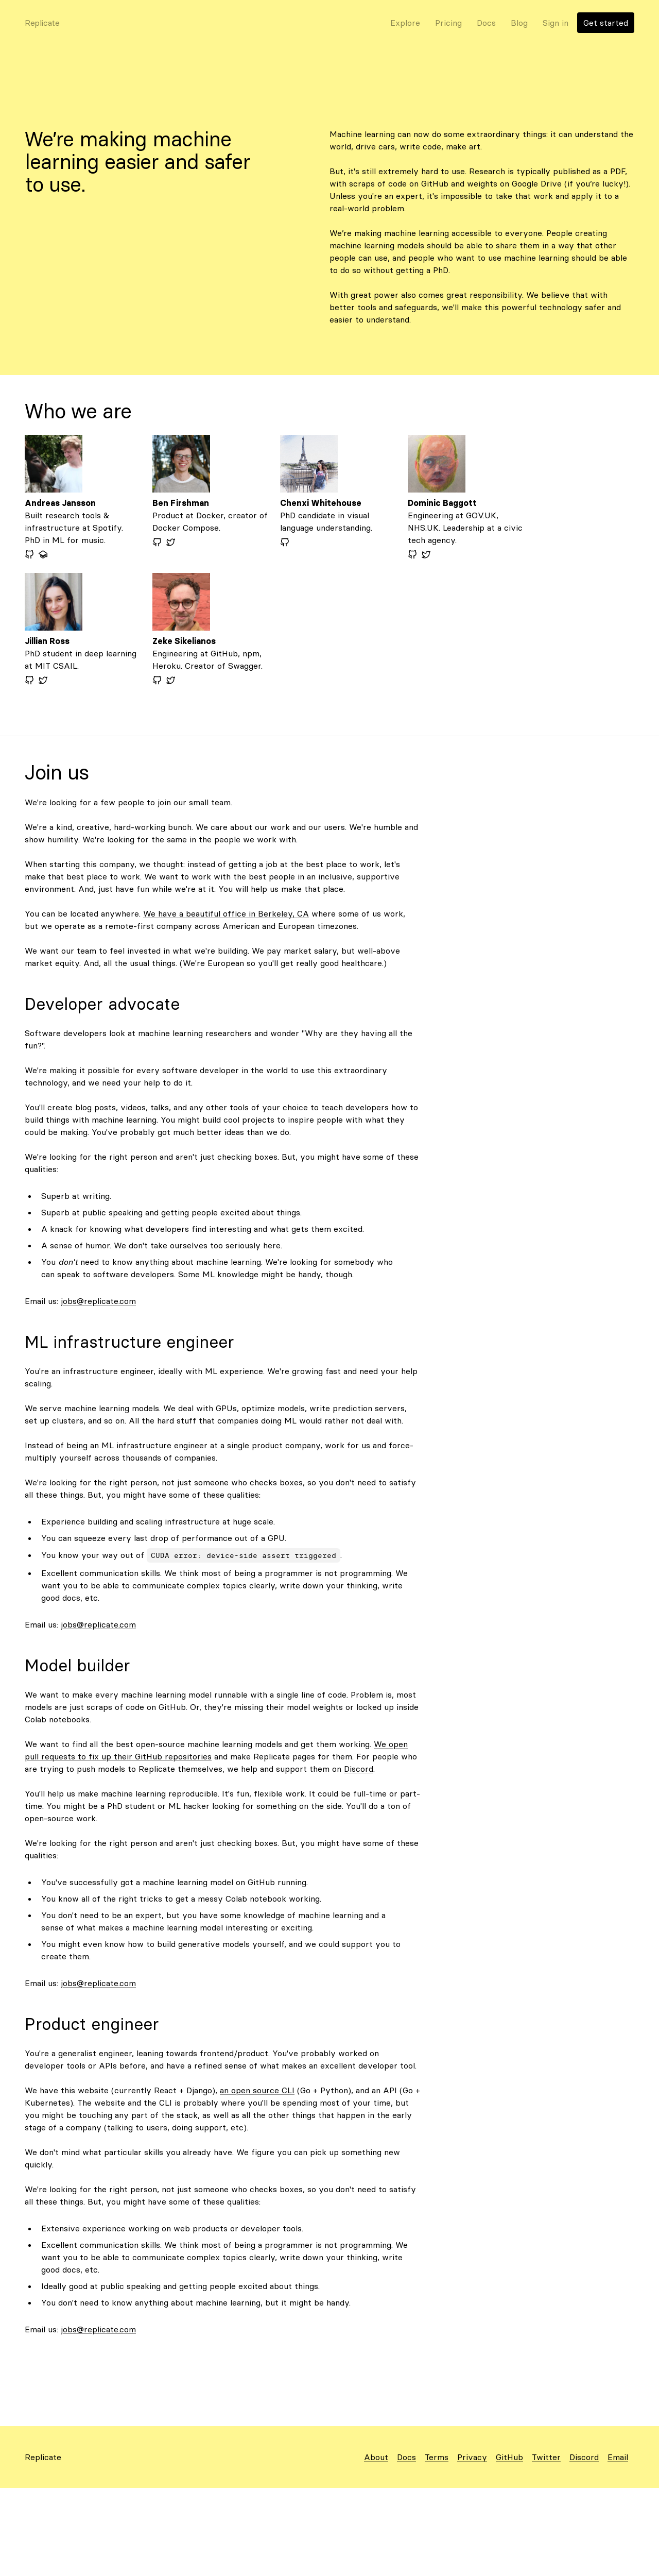 Replicate
Explore
Pricing
Docs
Blog
Sign in
Get started
We're making machine
learning easier and safer
to use.
Machine learning can now do some extraordinary things: it can understand the
world, drive cars, write code, make art.
But, it's still extremely hard to use. Research is typically published as a PDF,
with scraps of code on GitHub and weights on Google Drive (if you're lucky!).
Unless you're an expert, it's impossible to take that work and apply it to a
real-world problem.
We're making machine learning accessible to everyone. People creating
machine learning models should be able to share them in a way that other
people can use, and people who want to use machine learning should be able
to do so without getting a PhD.
With great power also comes great responsibility. We believe that with
better tools and safeguards, we'll make this powerful technology safer and
easier to understand.
Who we are
Andreas Jansson
Built research tools &
infrastructure at Spotify.
PhD in ML for music.
Ben Firshman
Product at Docker, creator of
Docker Compose.
Chenxi Whitehouse
PhD candidate in visual
language understanding.
Dominic Baggott
Engineering at GOV.UK,
NHS.UK. Leadership at a civic
tech agency.
Jillian Ross
PhD student in deep learning
at MIT CSAIL.
Zeke Sikelianos
Engineering at GitHub, npm,
Heroku. Creator of Swagger.
Join us
We're looking for a few people to join our small team.
We're a kind, creative, hard-working bunch. We care about our work and our users. We're humble and
show humility. We're looking for the same in the people we work with.
When starting this company, we thought: instead of getting a job at the best place to work, let's
make that best place to work. We want to work with the best people in an inclusive, supportive
environment. And, just have fun while we're at it. You will help us make that place.
You can be located anywhere. We have a beautiful office in Berkeley, CA where some of us work,
but we operate as a remote-first company across American and European timezones.
We want our team to feel invested in what we're building. We pay market salary, but well-above
market equity. And, all the usual things. (We're European so you'll get really good healthcare.)
Developer advocate
Software developers look at machine learning researchers and wonder "Why are they having all the
fun?".
We're making it possible for every software developer in the world to use this extraordinary
technology, and we need your help to do it.
You'll create blog posts, videos, talks, and any other tools of your choice to teach developers how to
build things with machine learning. You might build cool projects to inspire people with what they
could be making. You've probably got much better ideas than we do.
We're looking for the right person and aren't just checking boxes. But, you might have some of these
qualities:
• Superb at writing.
• Superb at public speaking and getting people excited about things.
• A knack for knowing what developers find interesting and what gets them excited.
• A sense of humor. We don't take ourselves too seriously here.
• You don't need to know anything about machine learning. We're looking for somebody who
can speak to software developers. Some ML knowledge might be handy, though.
Email us: jobs@replicate.com
ML infrastructure engineer
You're an infrastructure engineer, ideally with ML experience. We're growing fast and need your help
scaling.
We serve machine learning models. We deal with GPUs, optimize models, write prediction servers,
set up clusters, and so on. All the hard stuff that companies doing ML would rather not deal with.
Instead of being an ML infrastructure engineer at a single product company, work for us and force-
multiply yourself across thousands of companies.
We're looking for the right person, not just someone who checks boxes, so you don't need to satisfy
all these things. But, you might have some of these qualities:
• Experience building and scaling infrastructure at huge scale.
• You can squeeze every last drop of performance out of a GPU.
• You know your way out of CUDA error: device-side assert triggered.
• Excellent communication skills. We think most of being a programmer is not programming. We
want you to be able to communicate complex topics clearly, write down your thinking, write
good docs, etc.
Email us: jobs@replicate.com
Model builder
We want to make every machine learning model runnable with a single line of code. Problem is, most
models are just scraps of code on GitHub. Or, they're missing their model weights or locked up inside
Colab notebooks.
We want to find all the best open-source machine learning models and get them working. We open
pull requests to fix up their GitHub repositories and make Replicate pages for them. For people who
are trying to push models to Replicate themselves, we help and support them on Discord.
You'll help us make machine learning reproducible. It's fun, flexible work. It could be full-time or part-
time. You might be a PhD student or ML hacker looking for something on the side. You'll do a ton of
open-source work.
We're looking for the right person and aren't just checking boxes. But, you might have some of these
qualities:
• You've successfully got a machine learning model on GitHub running.
• You know all of the right tricks to get a messy Colab notebook working.
• You don't need to be an expert, but you have some knowledge of machine learning and a
sense of what makes a machine learning model interesting or exciting.
• You might even know how to build generative models yourself, and we could support you to
create them.
Email us: jobs@replicate.com
Product engineer
You're a generalist engineer, leaning towards frontend/product. You've probably worked on
developer tools or APIs before, and have a refined sense of what makes an excellent developer tool.
We have this website (currently React + Django), an open source CLI (Go + Python), and an API (Go +
Kubernetes). The website and the CLI is probably where you'll be spending most of your time, but
you might be touching any part of the stack, as well as all the other things that happen in the early
stage of a company (talking to users, doing support, etc).
We don't mind what particular skills you already have. We figure you can pick up something new
quickly.
We're looking for the right person, not just someone who checks boxes, so you don't need to satisfy
all these things. But, you might have some of these qualities:
• Extensive experience working on web products or developer tools.
• Excellent communication skills. We think most of being a programmer is not programming. We
want you to be able to communicate complex topics clearly, write down your thinking, write
good docs, etc.
• Ideally good at public speaking and getting people excited about things.
• You don't need to know anything about machine learning, but it might be handy.
Email us: jobs@replicate.com
Replicate
About
Docs
Terms
Privacy
GitHub
Twitter
Discord
Email